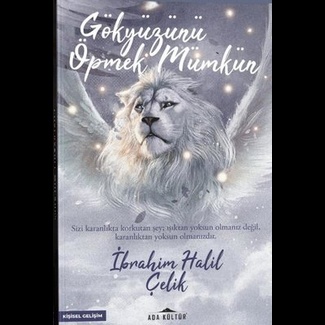 Gökyüzünü
Öpmek Mümkün
Sizi karanlıkta korkutan şey; ışıktan yoksun olmanız değil,
karanlıktan yoksun olmanızdır.
İbrahim Halil
Çelik
KİŞİSEL GELİŞİM
ADA KÜLTÜR